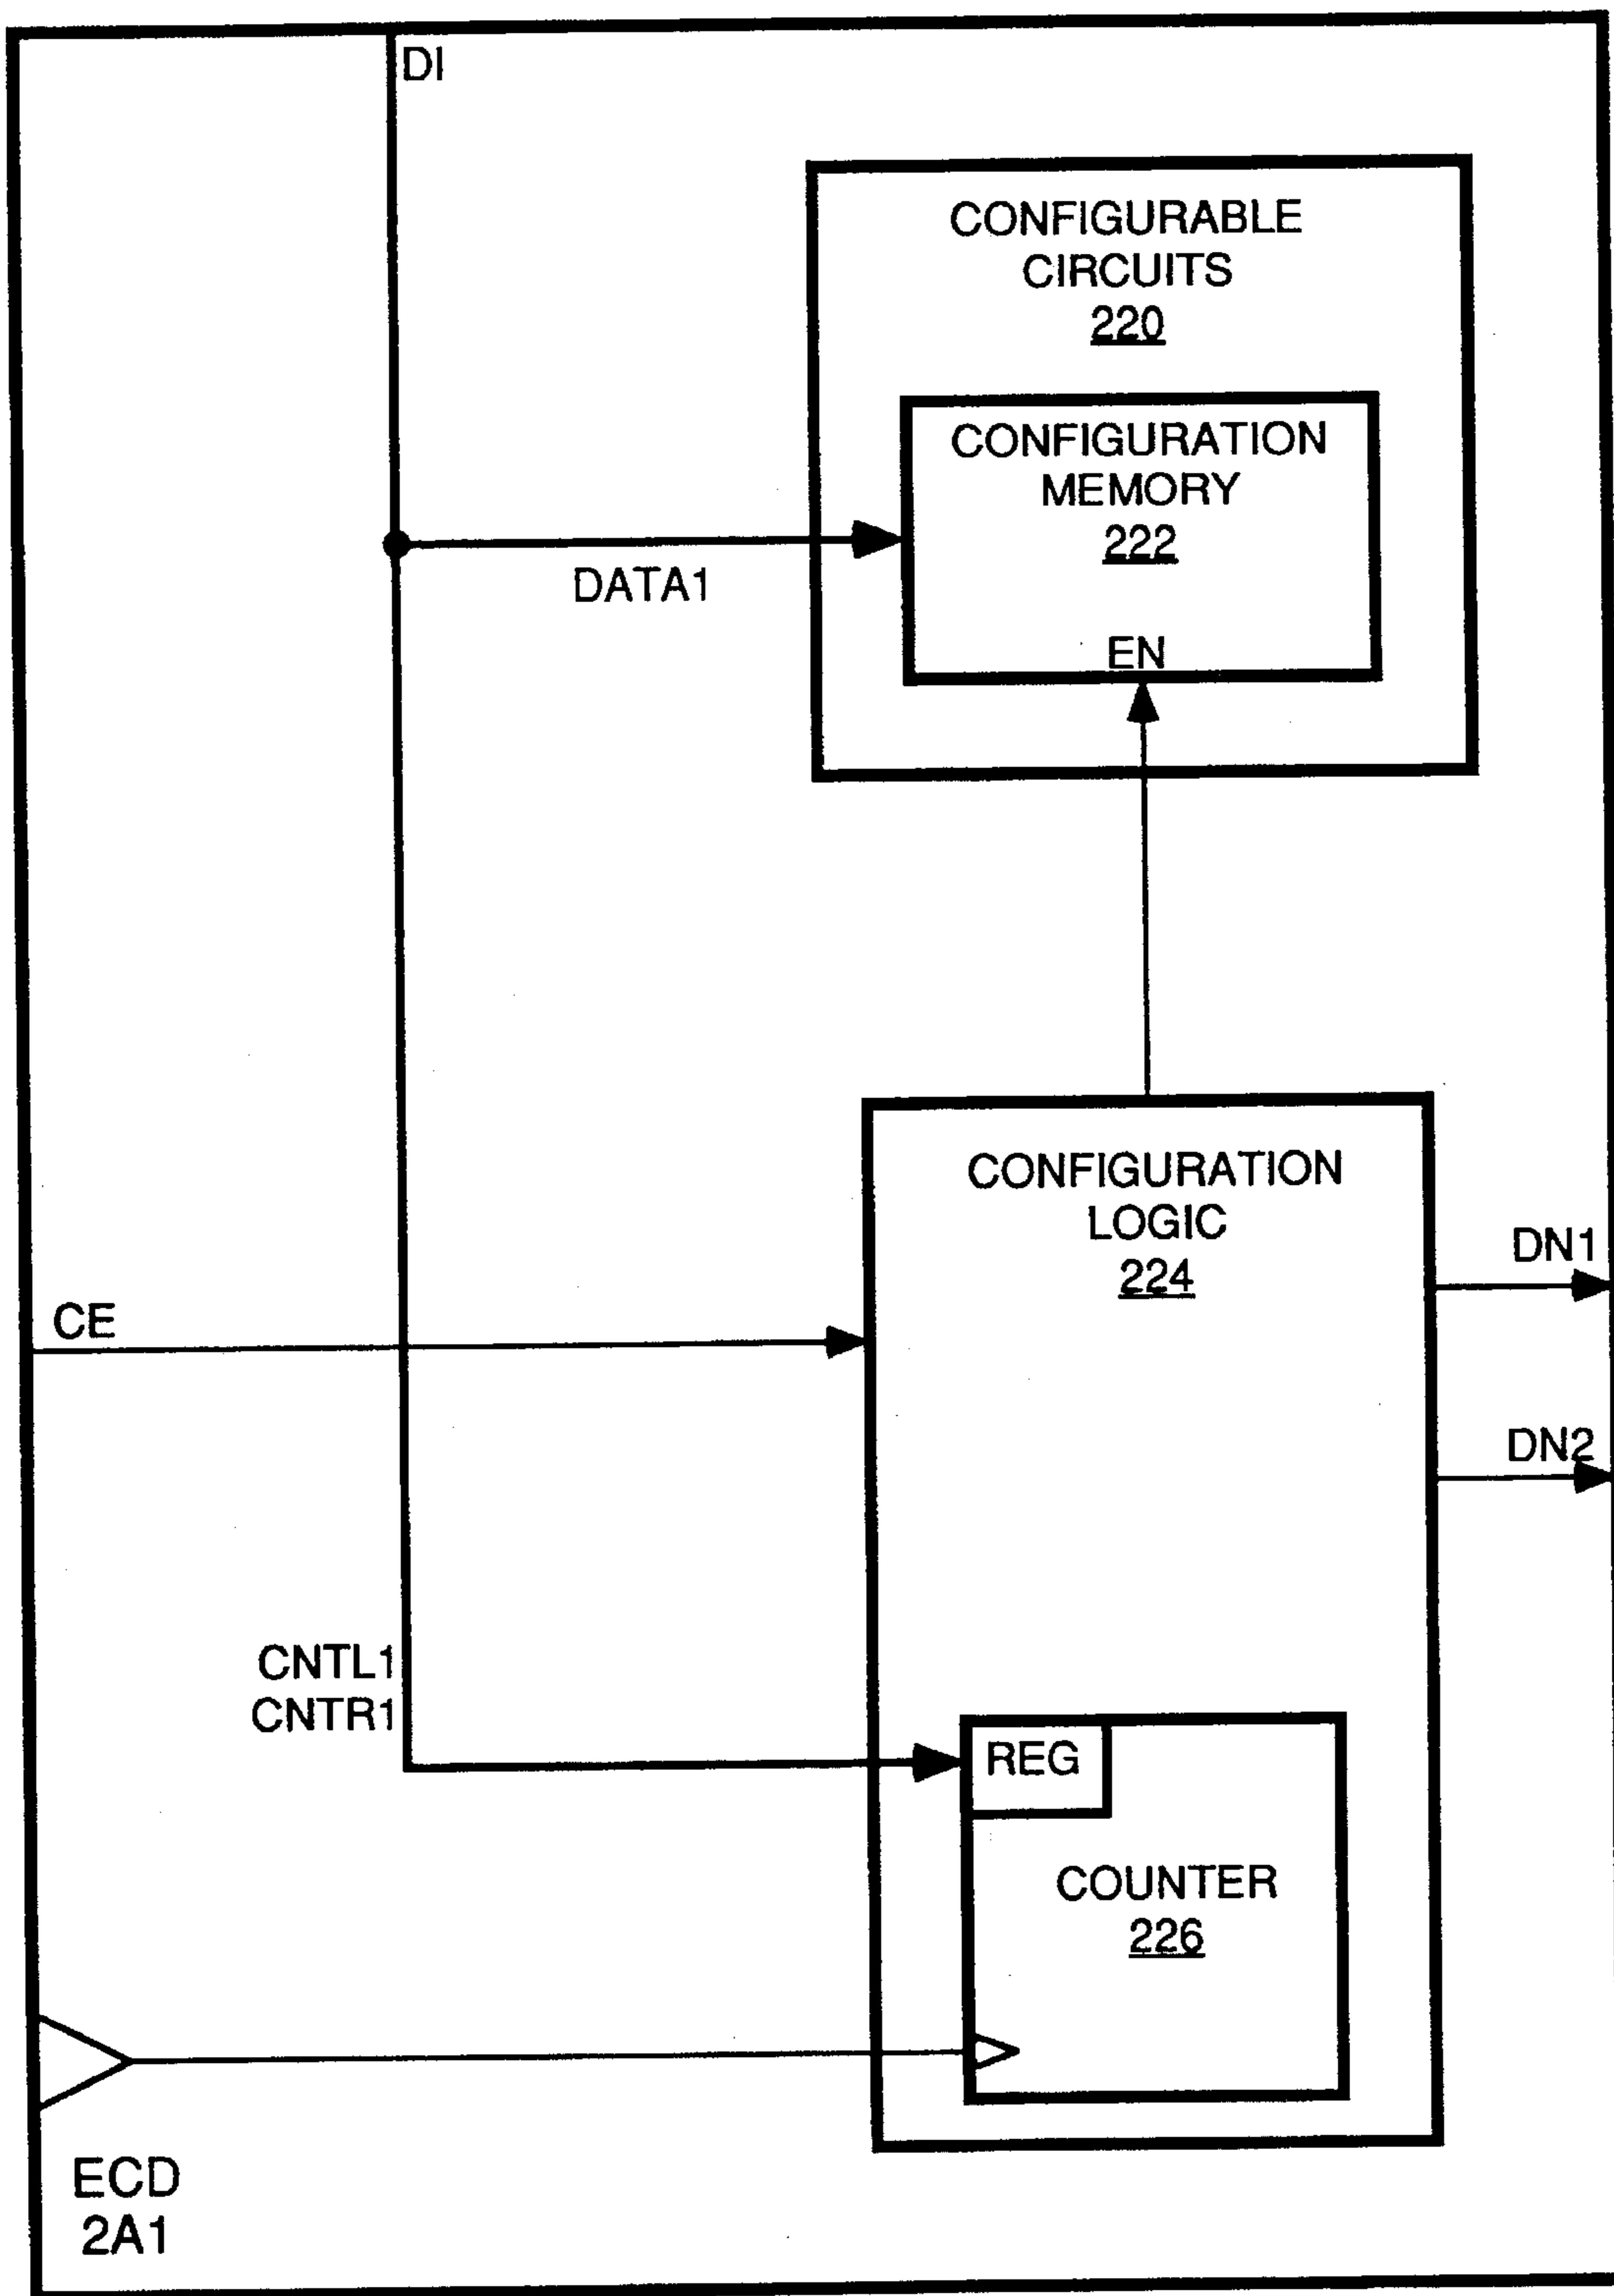 DI
CONFIGURABLE
CIRCUITS
220
CONFIGURATION
MEMORY
222
DATA1
EN
CONFIGURATION
LOGIC
224
DN1
CE
DN2
CNTL1
CNTR1
REG
COUNTER
226
ECD
2A1